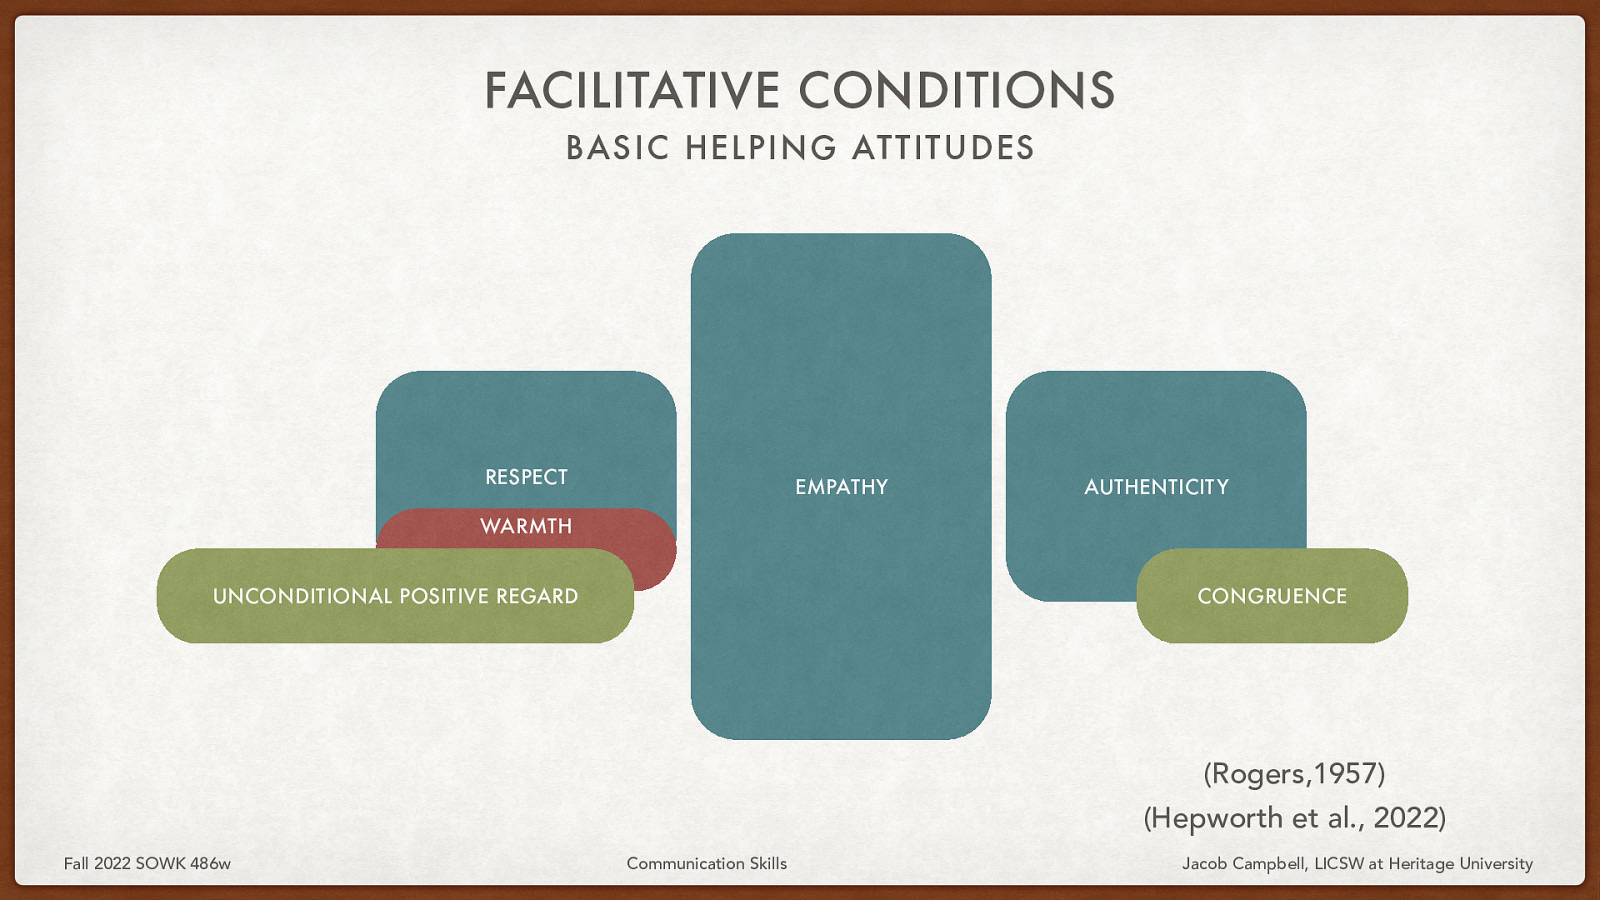 FACILITATIVE CONDITIONS
BASIC HELPING ATTITUDES
RESPECT
WARMTH
UNCONDITIONAL POSITIVE REGARD
EMPATHY
AUTHENTICITY
CONGRUENCE
(Rogers,1957)
(Hepworth et al., 2022)
Fall 2022 SOWK 486w
Communication Skills
Jacob Campbell, LICSW at Heritage University